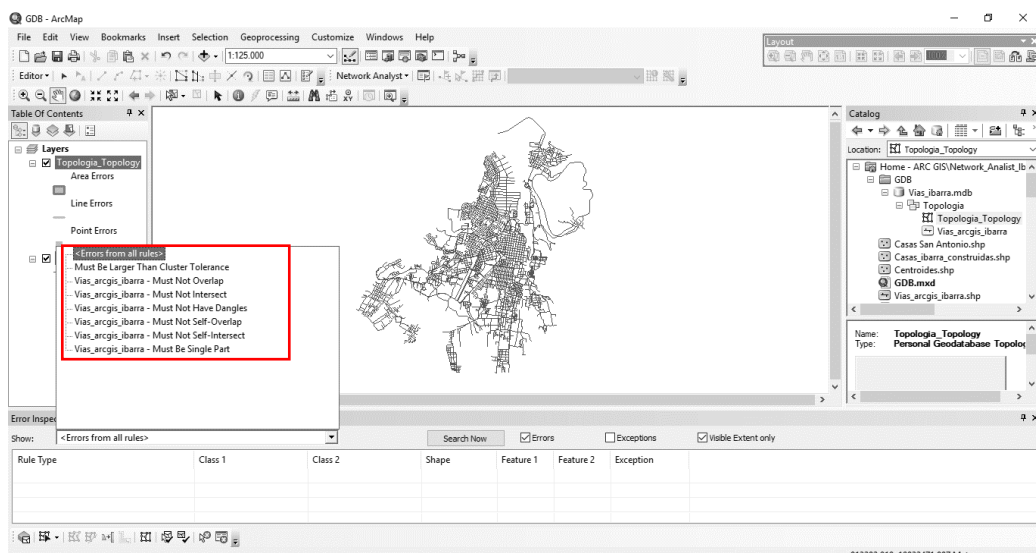 GDB - ArcMap
File Edit View Bookmarks Insert Selection Geoprocessing Customize Windows Help
1:125.000
Layout
Editor
Network Analyst
Table Of Contents
Layers
Topologia_Topology
Area Errors
Line Errors
Point Errors
<Errors from all rules>
Must Be Larger Than Cluster Tolerance
Vias_arcgis_ibarra - Must Not Overlap
Vias_arcgis_ibarra - Must Not Intersect
Vias_arcgis_ibarra - Must Not Have Dangles
Vias_arcgis_ibarra - Must Not Self-Overlap
Vias_arcgis_ibarra - Must Not Self-Intersect
Vias_arcgis_ibarra - Must Be Single Part
Catalog
Location: Topologia_Topology
Home - ARC GIS\Network_Analist_Ib
GDB
Vias_ibarra.mdb
Topologia
Topologia_Topology
Vias_arcgis_ibarra
Casas San Antonio.shp
Casas_ibarra_construidas.shp
Centroides.shp
GDB.mxd
Vias_arcgis_ibarra.shp
Name: Topologia_Topology
Type: Personal Geodatabase Topolog
Error Inspec
Show: <Errors from all rules> Search Now Errors Exceptions Visible Extent only
Rule Type Class 1 Class 2 Shape Feature 1 Feature 2 Exception